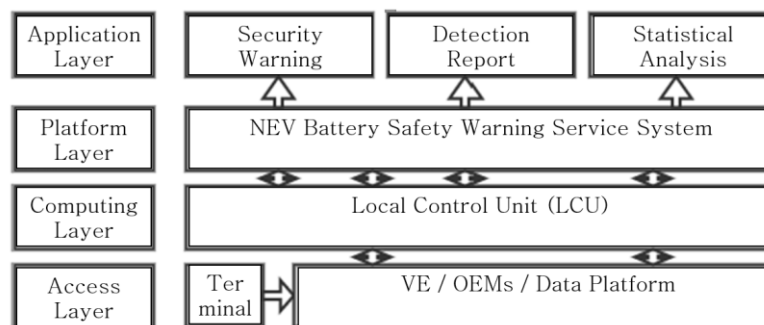 Application
Layer
Security
Warning
Detection
Report
Statistical
Analysis
Platform
Layer
NEV Battery Safety Warning Service System
Computing
Layer
Local Control Unit (LCU)
Access
Layer
Ter
minal
VE / OEMs / Data Platform